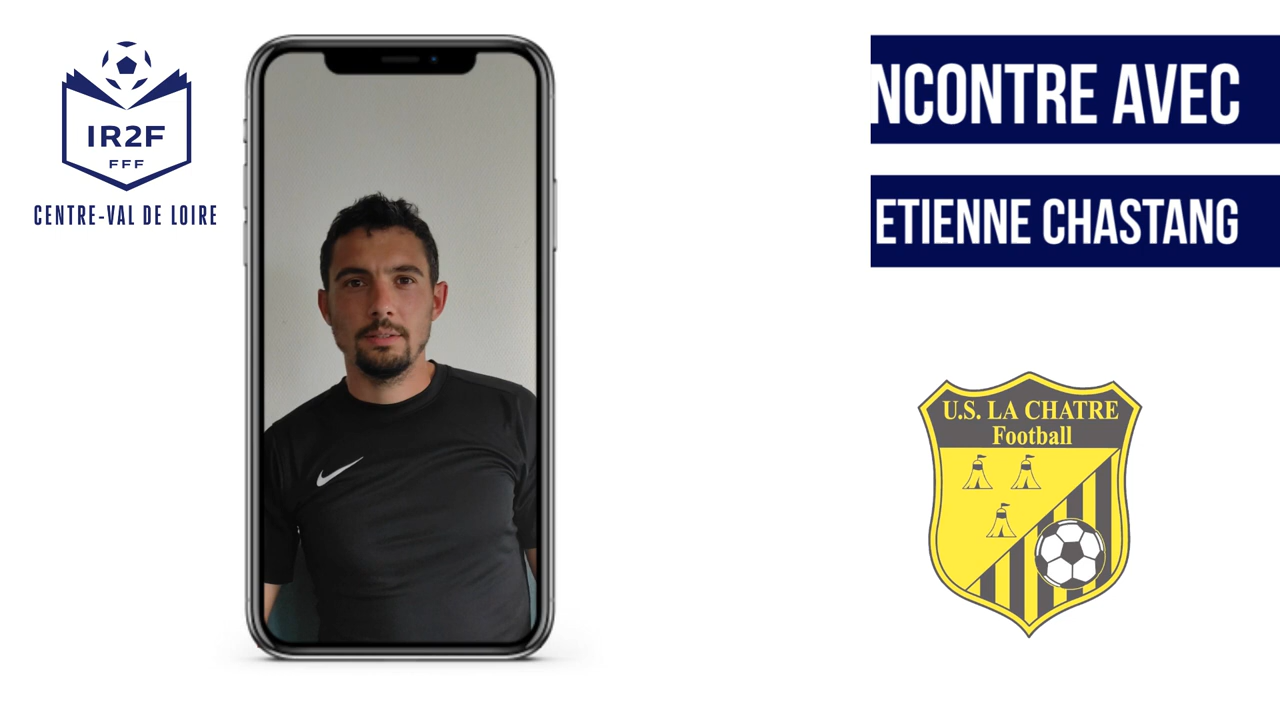 IR2F
FFF
CENTRE-VAL DE LOIRE
NCONTRE AVEC
ETIENNE CHASTANG
U.S. LA CHATRE
Football